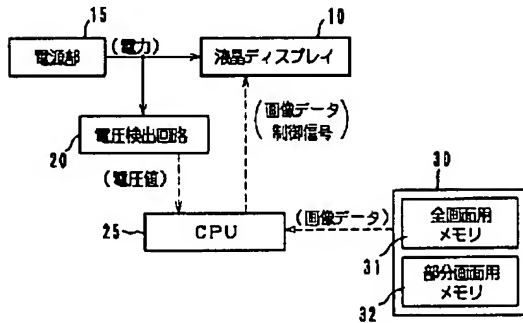 15
電源部
(電力)
10
液晶ディスプレイ
20
電圧検出回路
(電圧値)
(画像データ
制御信号)
25
CPU
(画像データ)
30
全画面用
メモリ
31
部分画面用
メモリ
32